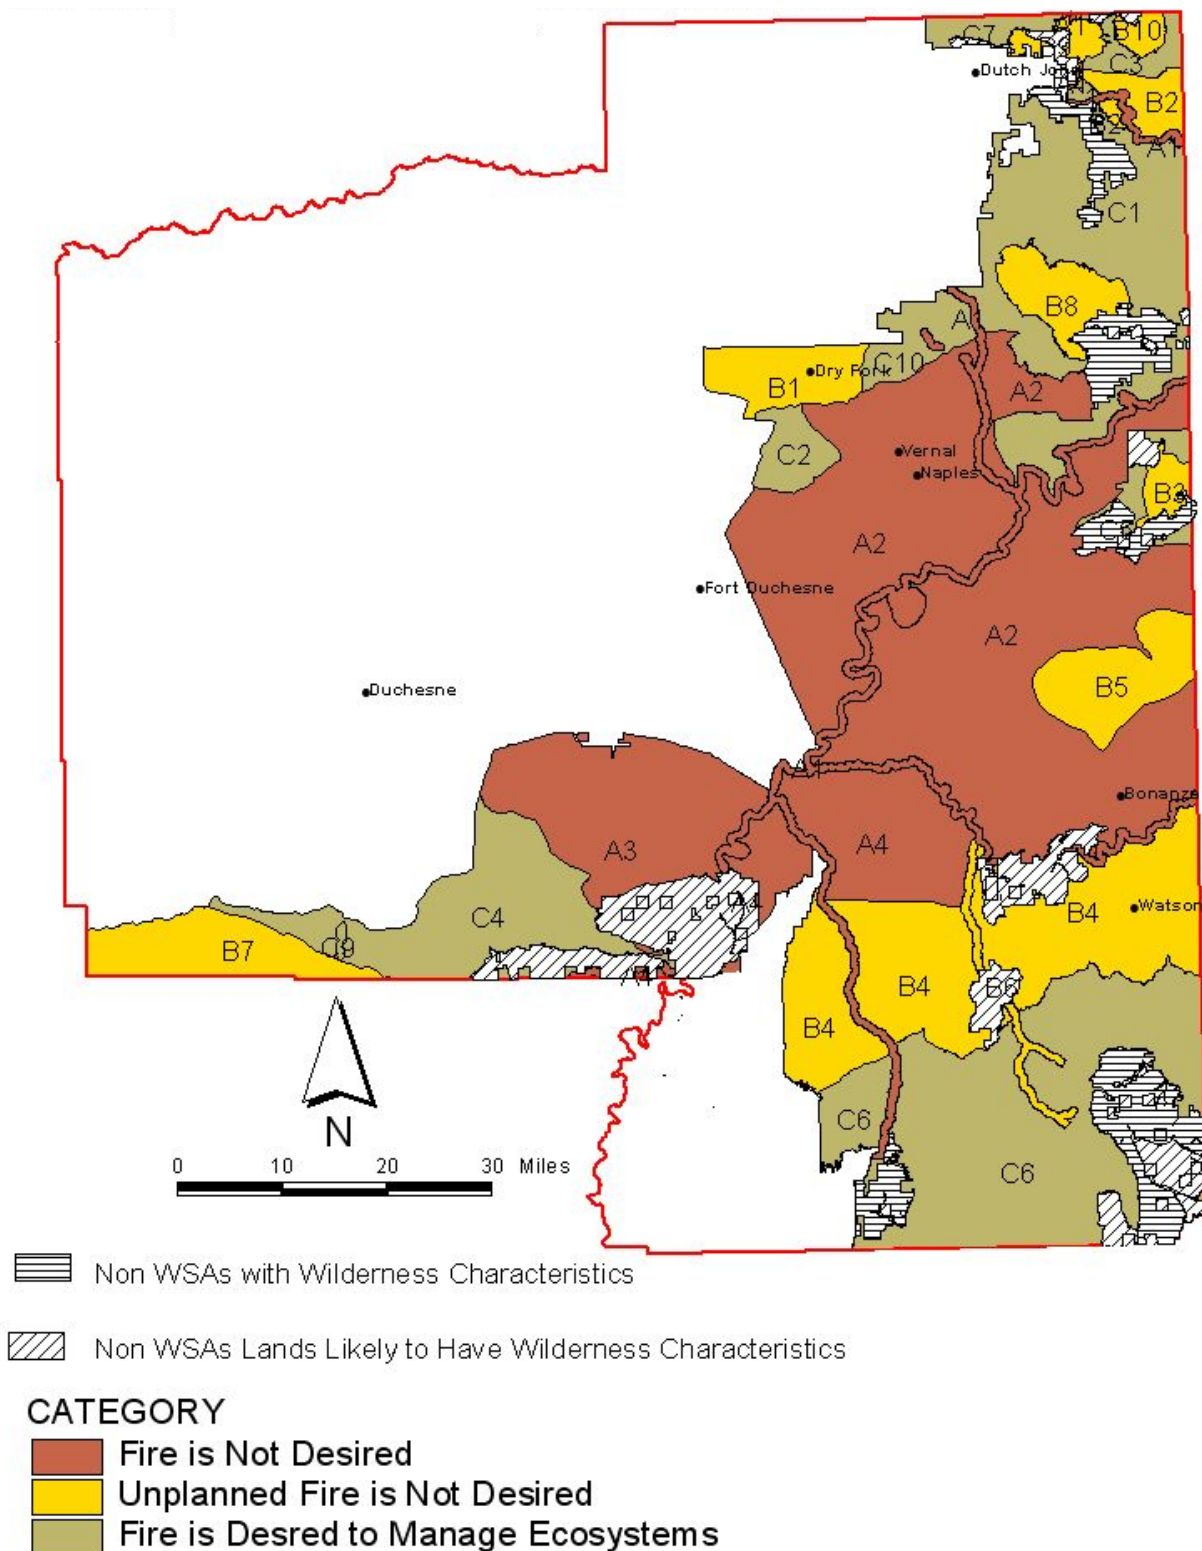 C7
B10
C3
Dutch John
B2
A1
C1
B8
A
C10
Dry Fork
B1
A2
C2
Vernal
Naples
B3
A2
Fort Duchesne
A2
B5
Duchesne
Bonanza
A3
A4
C4
B4
Watson
B7
C9
B4
B6
B4
N
C6
C6
0 10 20 30 Miles
Non WSAs with Wilderness Characteristics
Non WSAs Lands Likely to Have Wilderness Characteristics
CATEGORY
Fire is Not Desired
Unplanned Fire is Not Desired
Fire is Desred to Manage Ecosystems